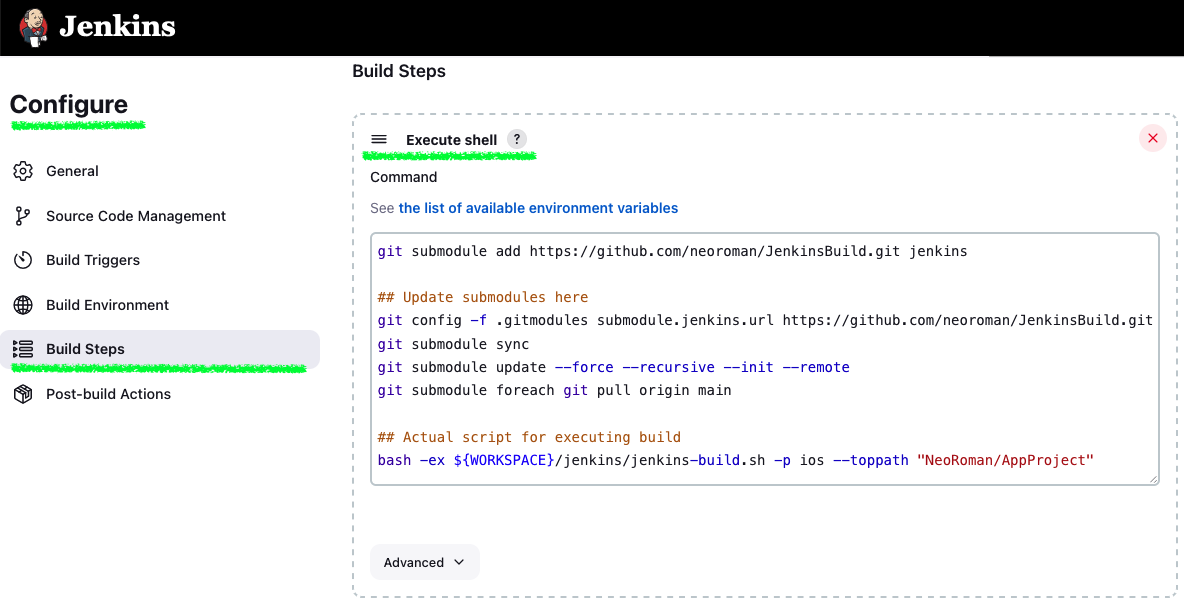 Jenkins
Configure
General
Source Code Management
Build Triggers
Build Environment
Build Steps
Post-build Actions
Build Steps
Execute shell ?
Command
See the list of available environment variables
git submodule add https://github.com/neoroman/JenkinsBuild.git jenkins
## Update submodules here
git config -f .gitmodules submodule.jenkins.url https://github.com/neoroman/JenkinsBuild.git
git submodule sync
git submodule update --force --recursive --init --remote
git submodule foreach git pull origin main
## Actual script for executing build
bash -ex ${WORKSPACE}/jenkins/jenkins-build.sh -p ios --toppath "NeoRoman/AppProject"
Advanced